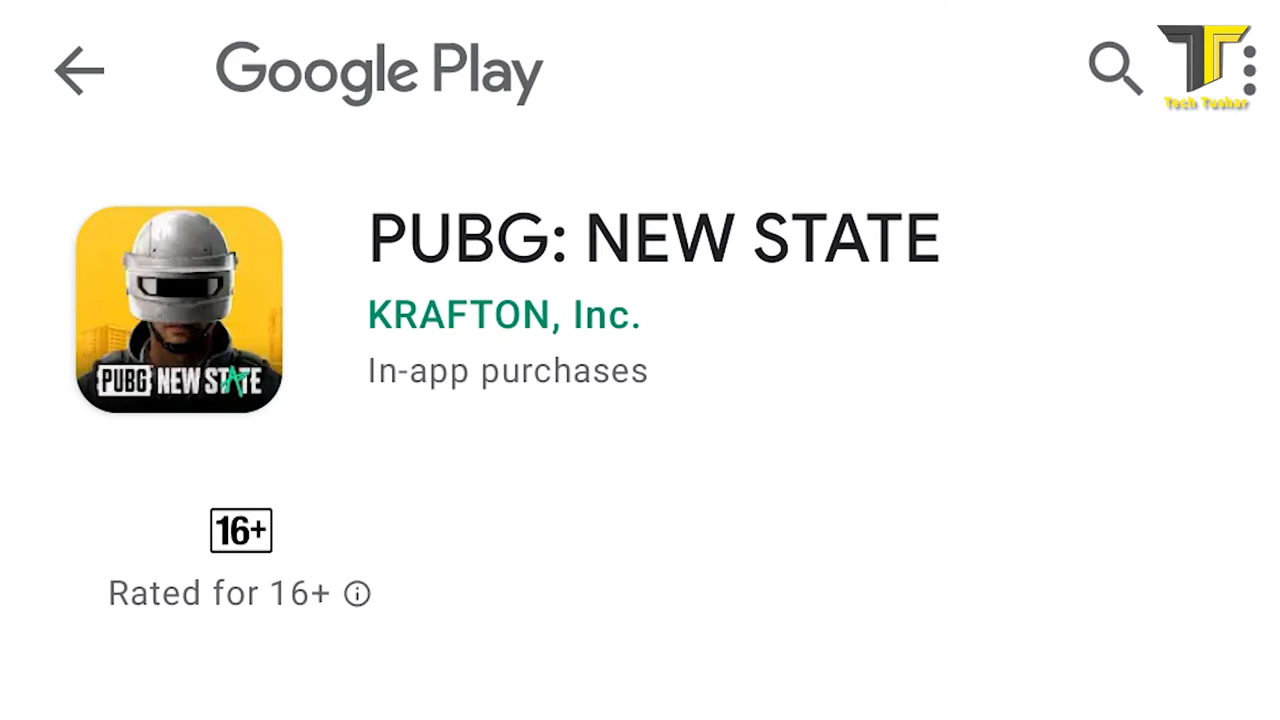 Google Play
Tech Tushar
PUBG: NEW STATE
KRAFTON, Inc.
In-app purchases
PUBG NEW STATE
16+
Rated for 16+